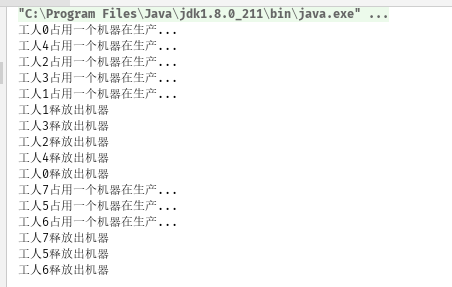 "C:\Program Files\Java\jdk1.8.0_211\bin\java.exe" ...
工人0占用一个机器在生产...
工人4占用一个机器在生产...
工人2占用一个机器在生产...
工人3占用一个机器在生产...
工人1占用一个机器在生产...
工人1释放出机器
工人3释放出机器
工人2释放出机器
工人4释放出机器
工人0释放出机器
工人7占用一个机器在生产...
工人5占用一个机器在生产...
工人6占用一个机器在生产...
工人7释放出机器
工人5释放出机器
工人6释放出机器